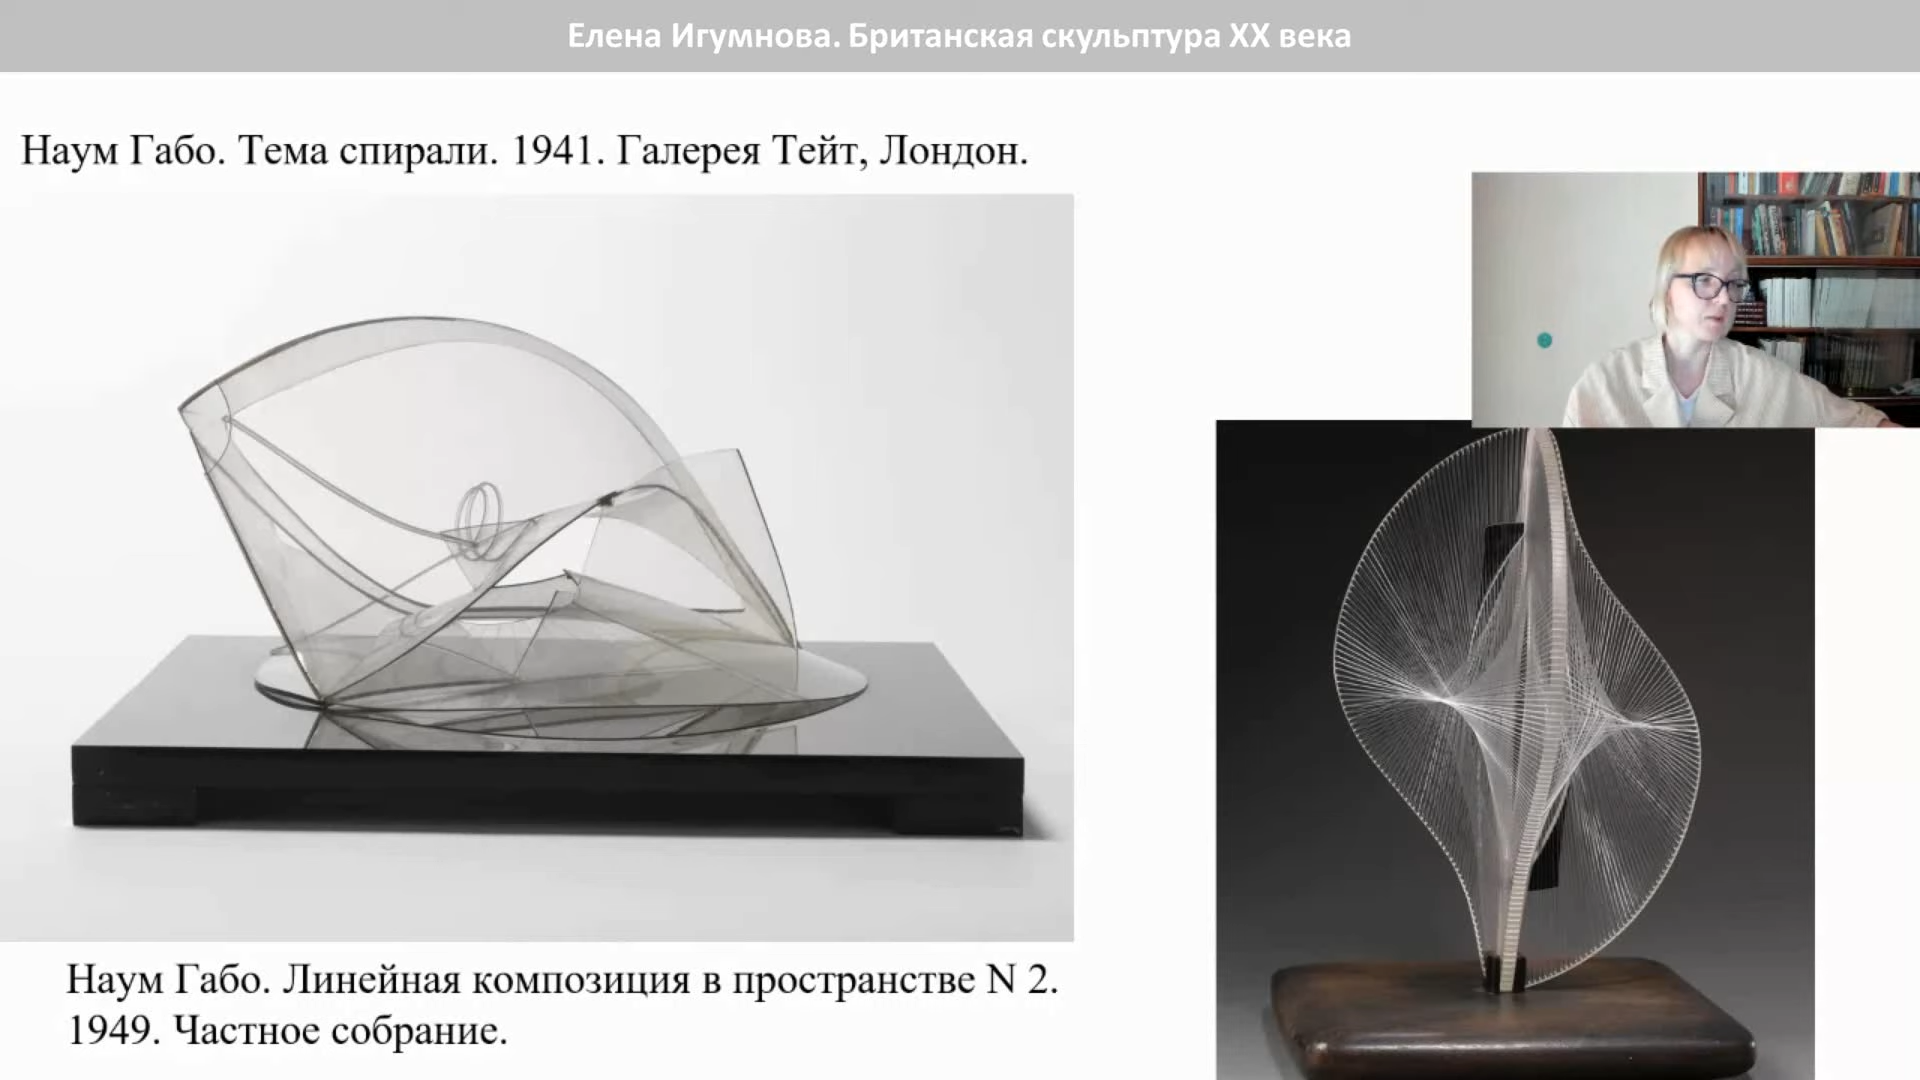 Елена Игумнова. Британская скульптура XX века
Наум Габо. Тема спирали. 1941. Галерея Тейт, Лондон.
Наум Габо. Линейная композиция в пространстве N 2.
1949. Частное собрание.